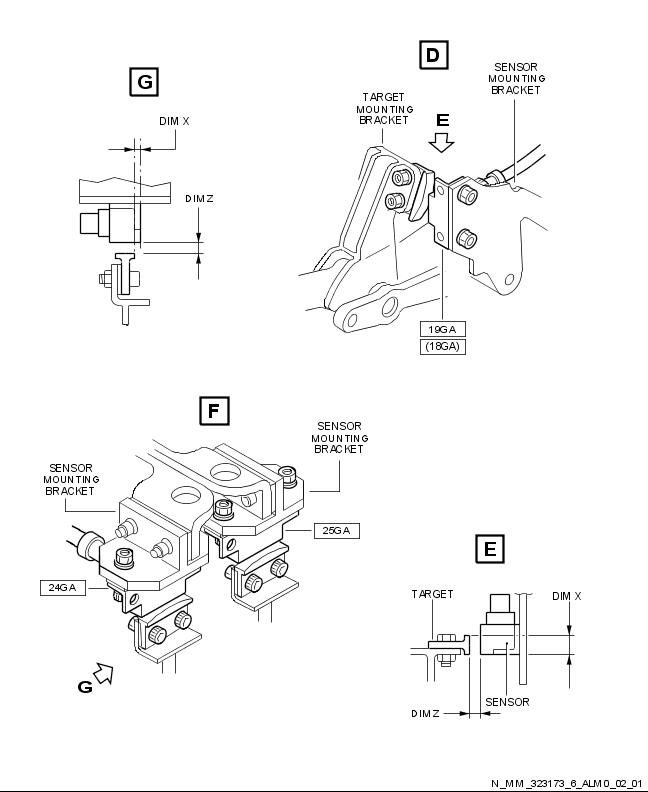 G
DIM X
DIM Z
D
SENSOR
MOUNTING
BRACKET
TARGET
MOUNTING
BRACKET
E
19GA
(18GA)
F
SENSOR
MOUNTING
BRACKET
SENSOR
MOUNTING
BRACKET
25GA
24GA
G
E
TARGET
DIM X
SENSOR
DIM Z
N_MM_323173_6_ALM0_02_01